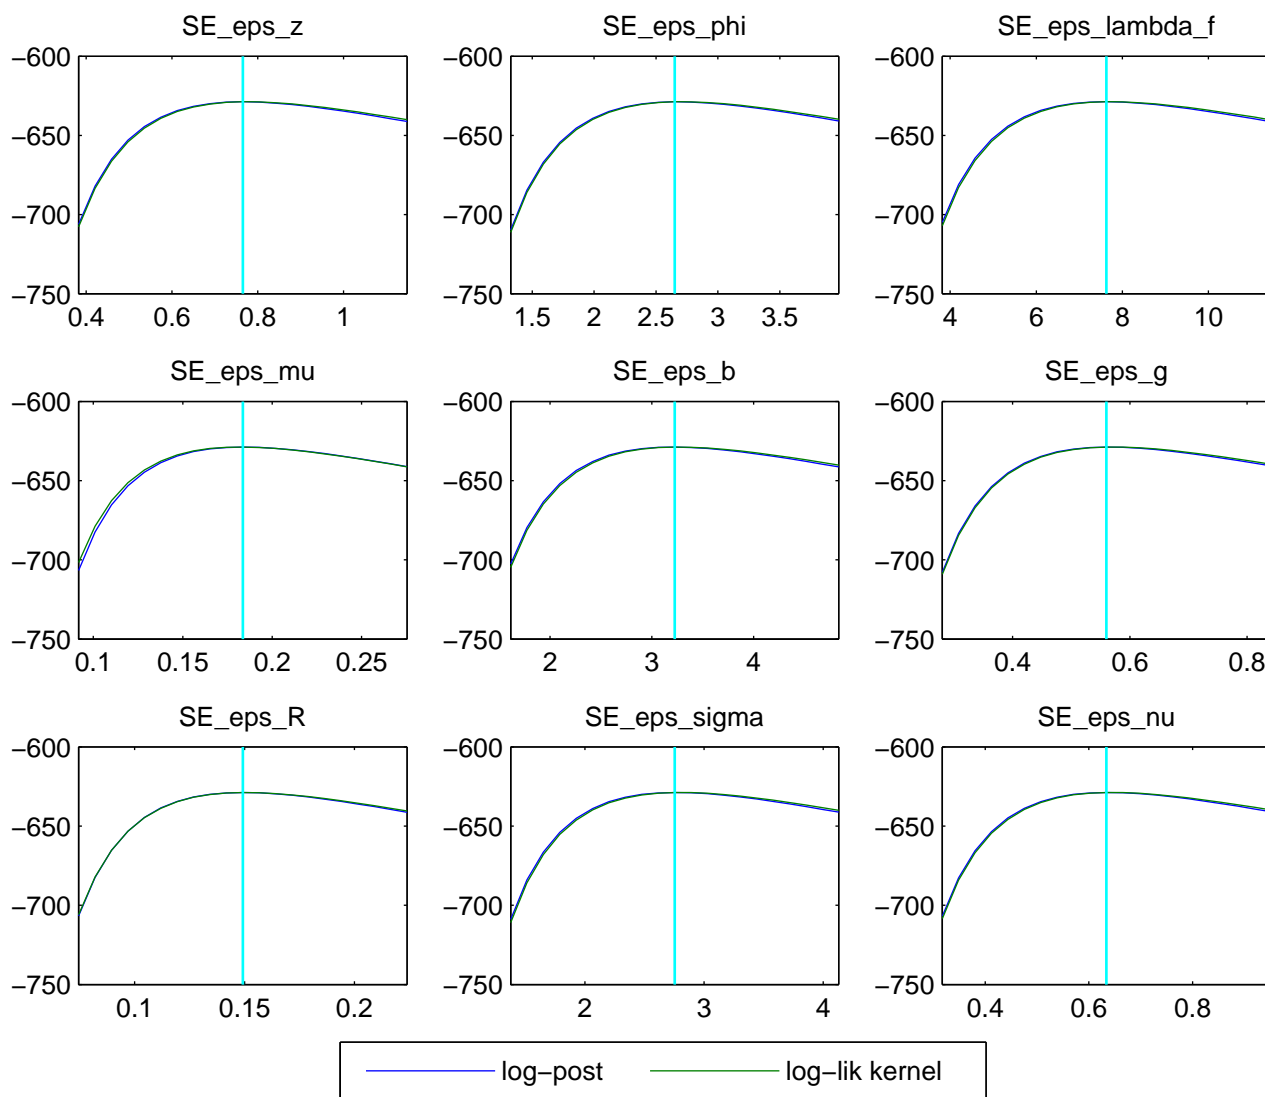 SE_eps_z
SE_eps_phi
SE_eps_lambda_f
−600
−650
−700
−750
0.4 0.6 0.8 1
−600
−650
−700
−750
1.5 2 2.5 3 3.5
−600
−650
−700
−750
4 6 8 10
SE_eps_mu
SE_eps_b
SE_eps_g
−600
−650
−700
−750
0.1 0.15 0.2 0.25
−600
−650
−700
−750
2 3 4
−600
−650
−700
−750
0.4 0.6 0.8
SE_eps_R
SE_eps_sigma
SE_eps_nu
−600
−650
−700
−750
0.1 0.15 0.2
−600
−650
−700
−750
2 3 4
−600
−650
−700
−750
0.4 0.6 0.8
log−post log−lik kernel